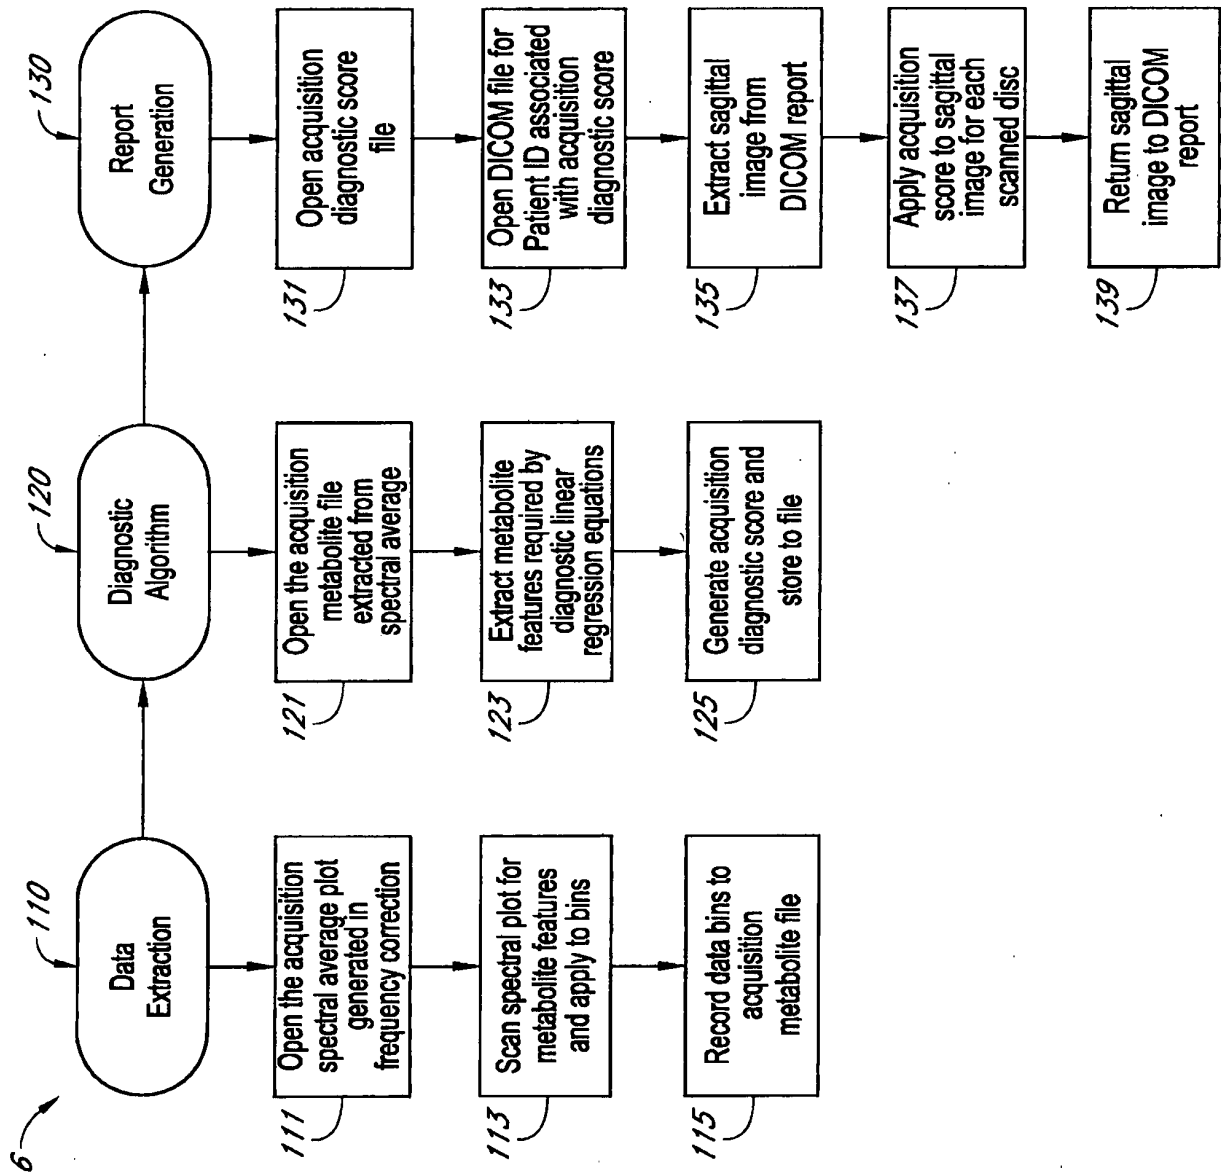 6
110
Data
Extraction
111
Open the acquisition
spectral average plot
generated in
frequency correction
113
Scan spectral plot for
metabolite features
and apply to bins
115
Record data bins to
acquisition
metabolite file
120
Diagnostic
Algorithm
121
Open the acquisition
metabolite file
extracted from
spectral average
123
Extract metabolite
features required by
diagnostic linear
regression equations
125
Generate acquisition
diagnostic score and
store to file
130
Report
Generation
131
Open acquisition
diagnostic score
file
133
Open DICOM file for
Patient ID associated
with acquisition
diagnostic score
135
Extract sagittal
image from
DICOM report
137
Apply acquisition
score to sagittal
image for each
scanned disc
139
Return sagittal
image to DICOM
report